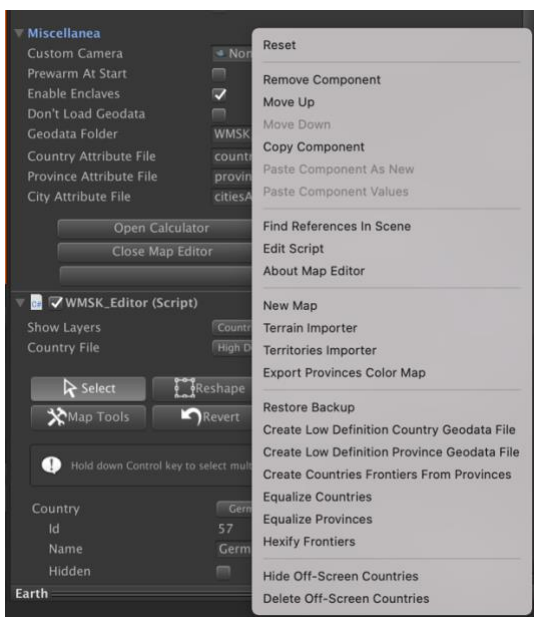 Miscellanea
Custom Camera
Prewarm At Start
Enable Enclaves
Don't Load Geodata
Geodata Folder WMSK
Country Attribute File
Province Attribute File
City Attribute File
Open Calculator
Close Map Editor
WMSK_Editor (Script)
Show Layers
Country File High D
Select Reshape
Map Tools Revert
Hold down Control key to select
Country
Id 57
Name Germ
Hidden
Earth
Reset
Remove Component
Move Up
Move Down
Copy Component
Paste Component As New
Paste Component Values
Find References In Scene
Edit Script
About Map Editor
New Map
Terrain Importer
Territories Importer
Export Provinces Color Map
Restore Backup
Create Low Definition Country Geodata File
Create Low Definition Province Geodata File
Create Countries Frontiers From Provinces
Equalize Countries
Equalize Provinces
Hexify Frontiers
Hide Off-Screen Countries
Delete Off-Screen Countries